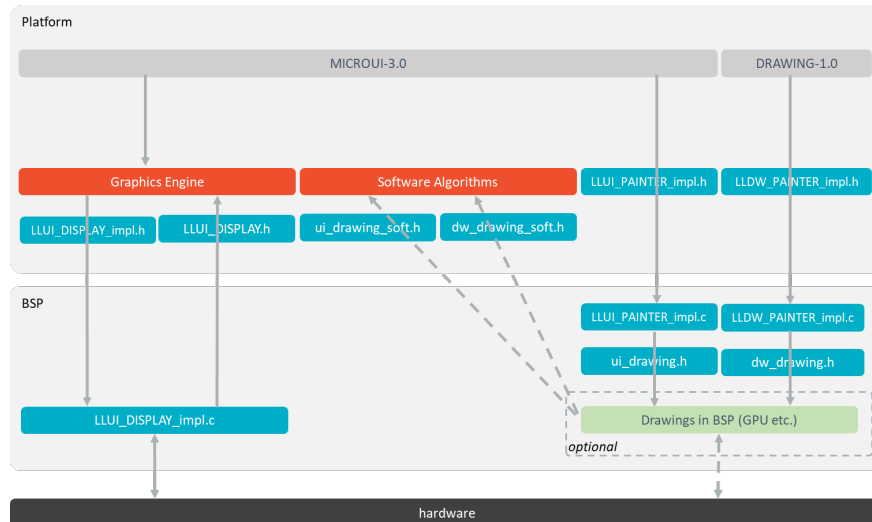 Platform
MICROUI-3.0
DRAWING-1.0
Graphics Engine
Software Algorithms
LLUI_PAINTER_impl.h
LLDW_PAINTER_impl.h
LLUI_DISPLAY_impl.h
LLUI_DISPLAY.h
ui_drawing_soft.h
dw_drawing_soft.h
BSP
LLUI_PAINTER_impl.c
LLDW_PAINTER_impl.c
ui_drawing.h
dw_drawing.h
LLUI_DISPLAY_impl.c
Drawings in BSP (GPU etc.)
optional
hardware